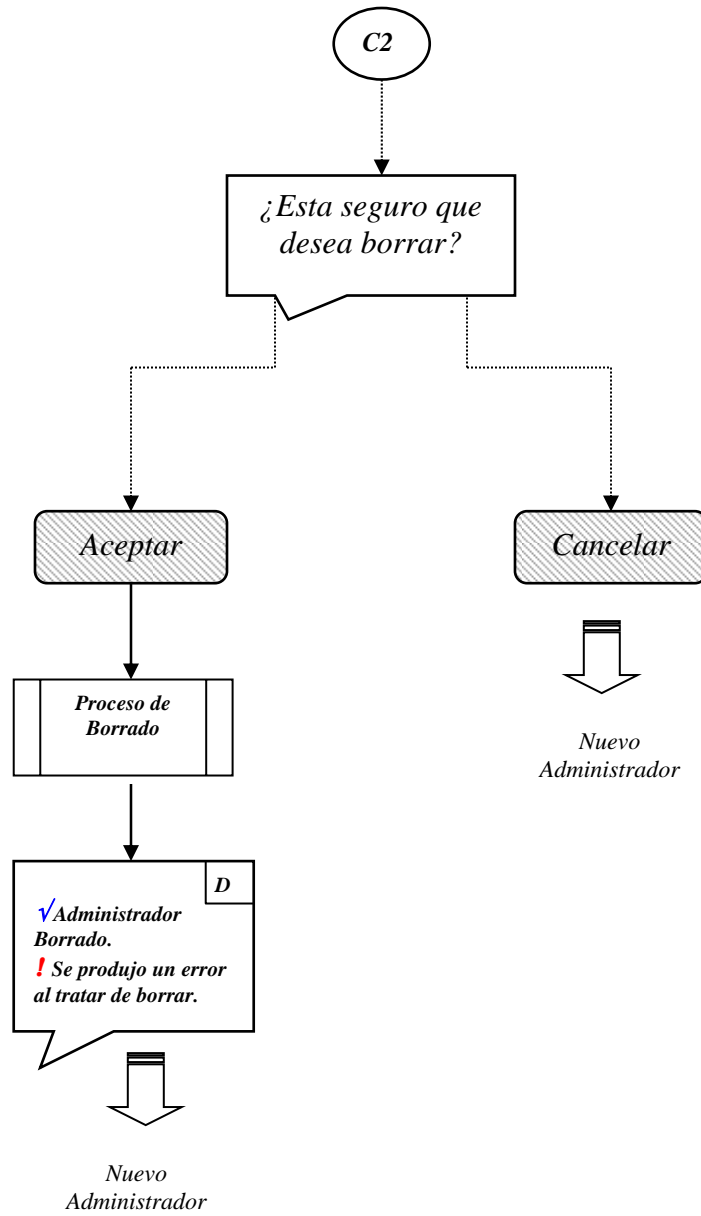 C2
¿Esta seguro que
desea borrar?
Aceptar
Cancelar
Proceso de
Borrado
Nuevo
Administrador
D
√Administrador
Borrado.
! Se produjo un error
al tratar de borrar.
Nuevo
Administrador